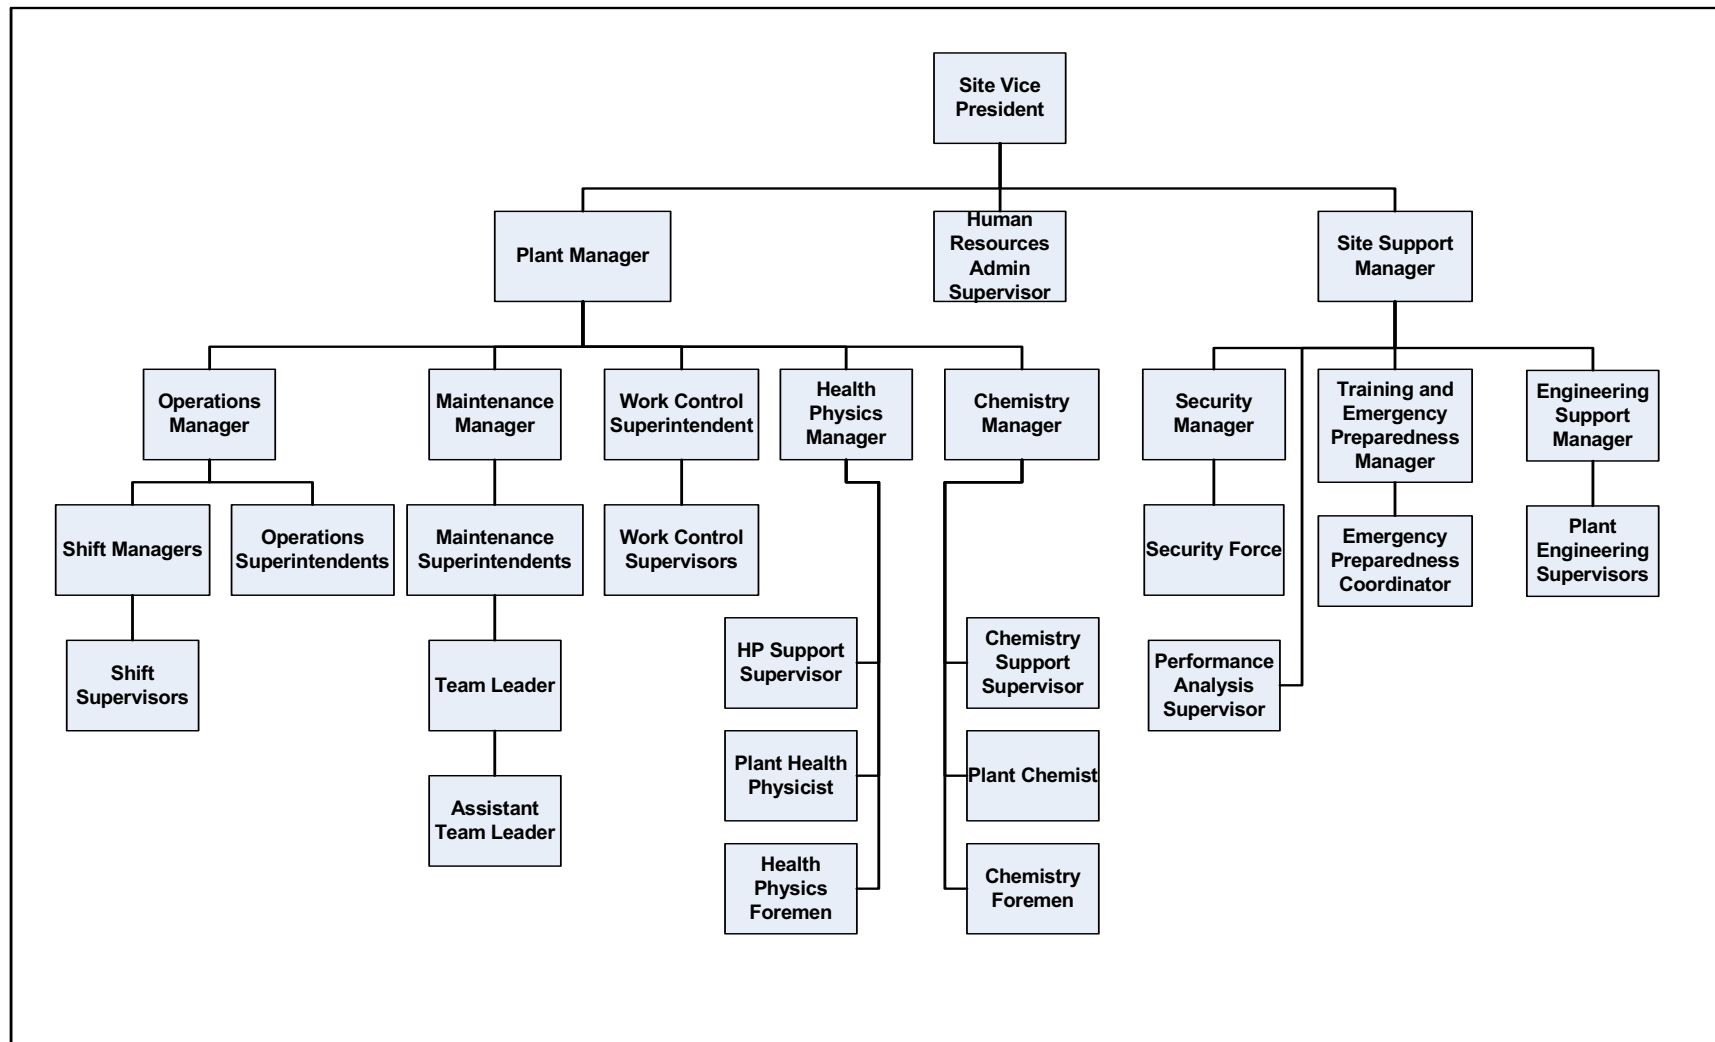 Site Vice
President
Plant Manager
Human
Resources
Admin
Supervisor
Site Support
Manager
Operations
Manager
Maintenance
Manager
Work Control
Superintendent
Health
Physics
Manager
Chemistry
Manager
Security
Manager
Training and
Emergency
Preparedness
Manager
Engineering
Support
Manager
Shift Managers
Operations
Superintendents
Maintenance
Superintendents
Work Control
Supervisors
Security Force
Emergency
Preparedness
Coordinator
Plant
Engineering
Supervisors
Shift
Supervisors
Team Leader
HP Support
Supervisor
Chemistry
Support
Supervisor
Performance
Analysis
Supervisor
Assistant
Team Leader
Plant Health
Physicist
Plant Chemist
Health
Physics
Foremen
Chemistry
Foremen